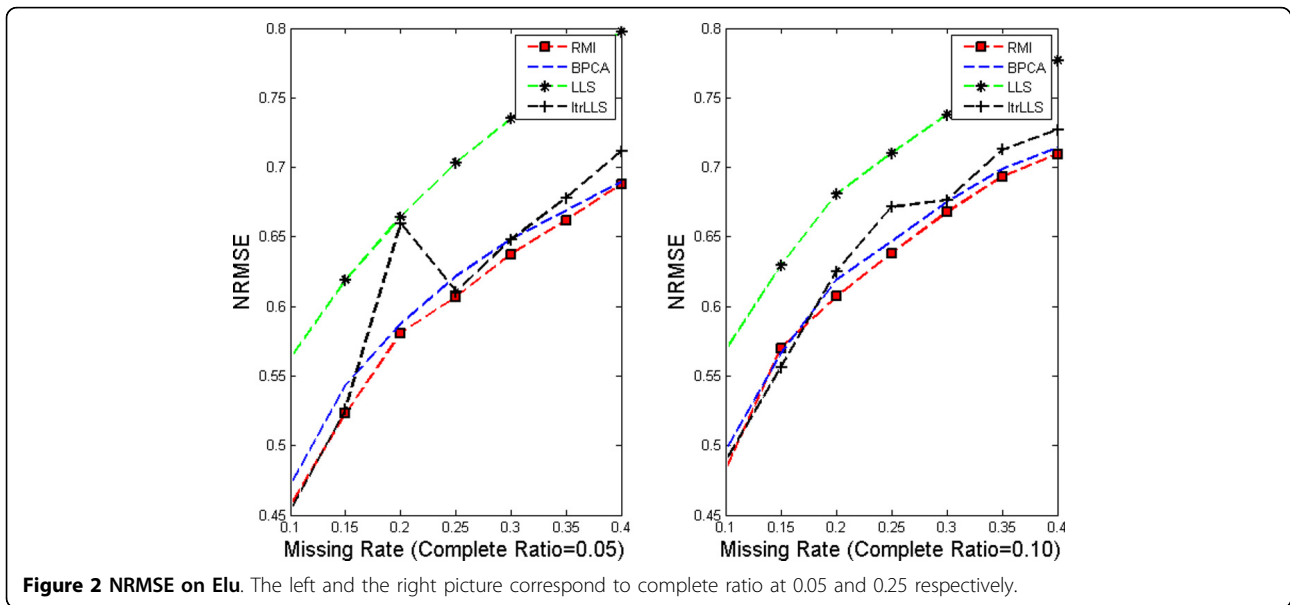 0.8
0.75
0.7
0.65
0.6
0.55
0.5
0.45
NRMSE
0.1 0.15 0.2 0.25 0.3 0.35 0.4
Missing Rate (Complete Ratio=0.05)
RMI
BPCA
LLS
ItrLLS
0.8
0.75
0.7
0.65
0.6
0.55
0.5
0.45
NRMSE
0.1 0.15 0.2 0.25 0.3 0.35 0.4
Missing Rate (Complete Ratio=0.10)
RMI
BPCA
LLS
ItrLLS
Figure 2 NRMSE on Elu. The left and the right picture correspond to complete ratio at 0.05 and 0.25 respectively.